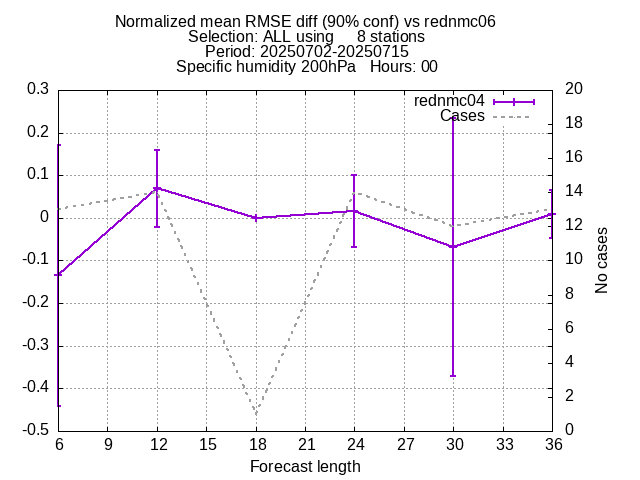 Normalized mean RMSE diff (90% conf) vs rednmc06
Selection: ALL using     8 stations
Period: 20250702-20250715
Specific humidity 200hPa   Hours: 00
rednmc04
Cases
0.3
0.2
0.1
0
-0.1
-0.2
-0.3
-0.4
-0.5
20
18
16
14
12
10
8
6
4
2
0
No cases
6 9 12 15 18 21 24 27 30 33 36
Forecast length